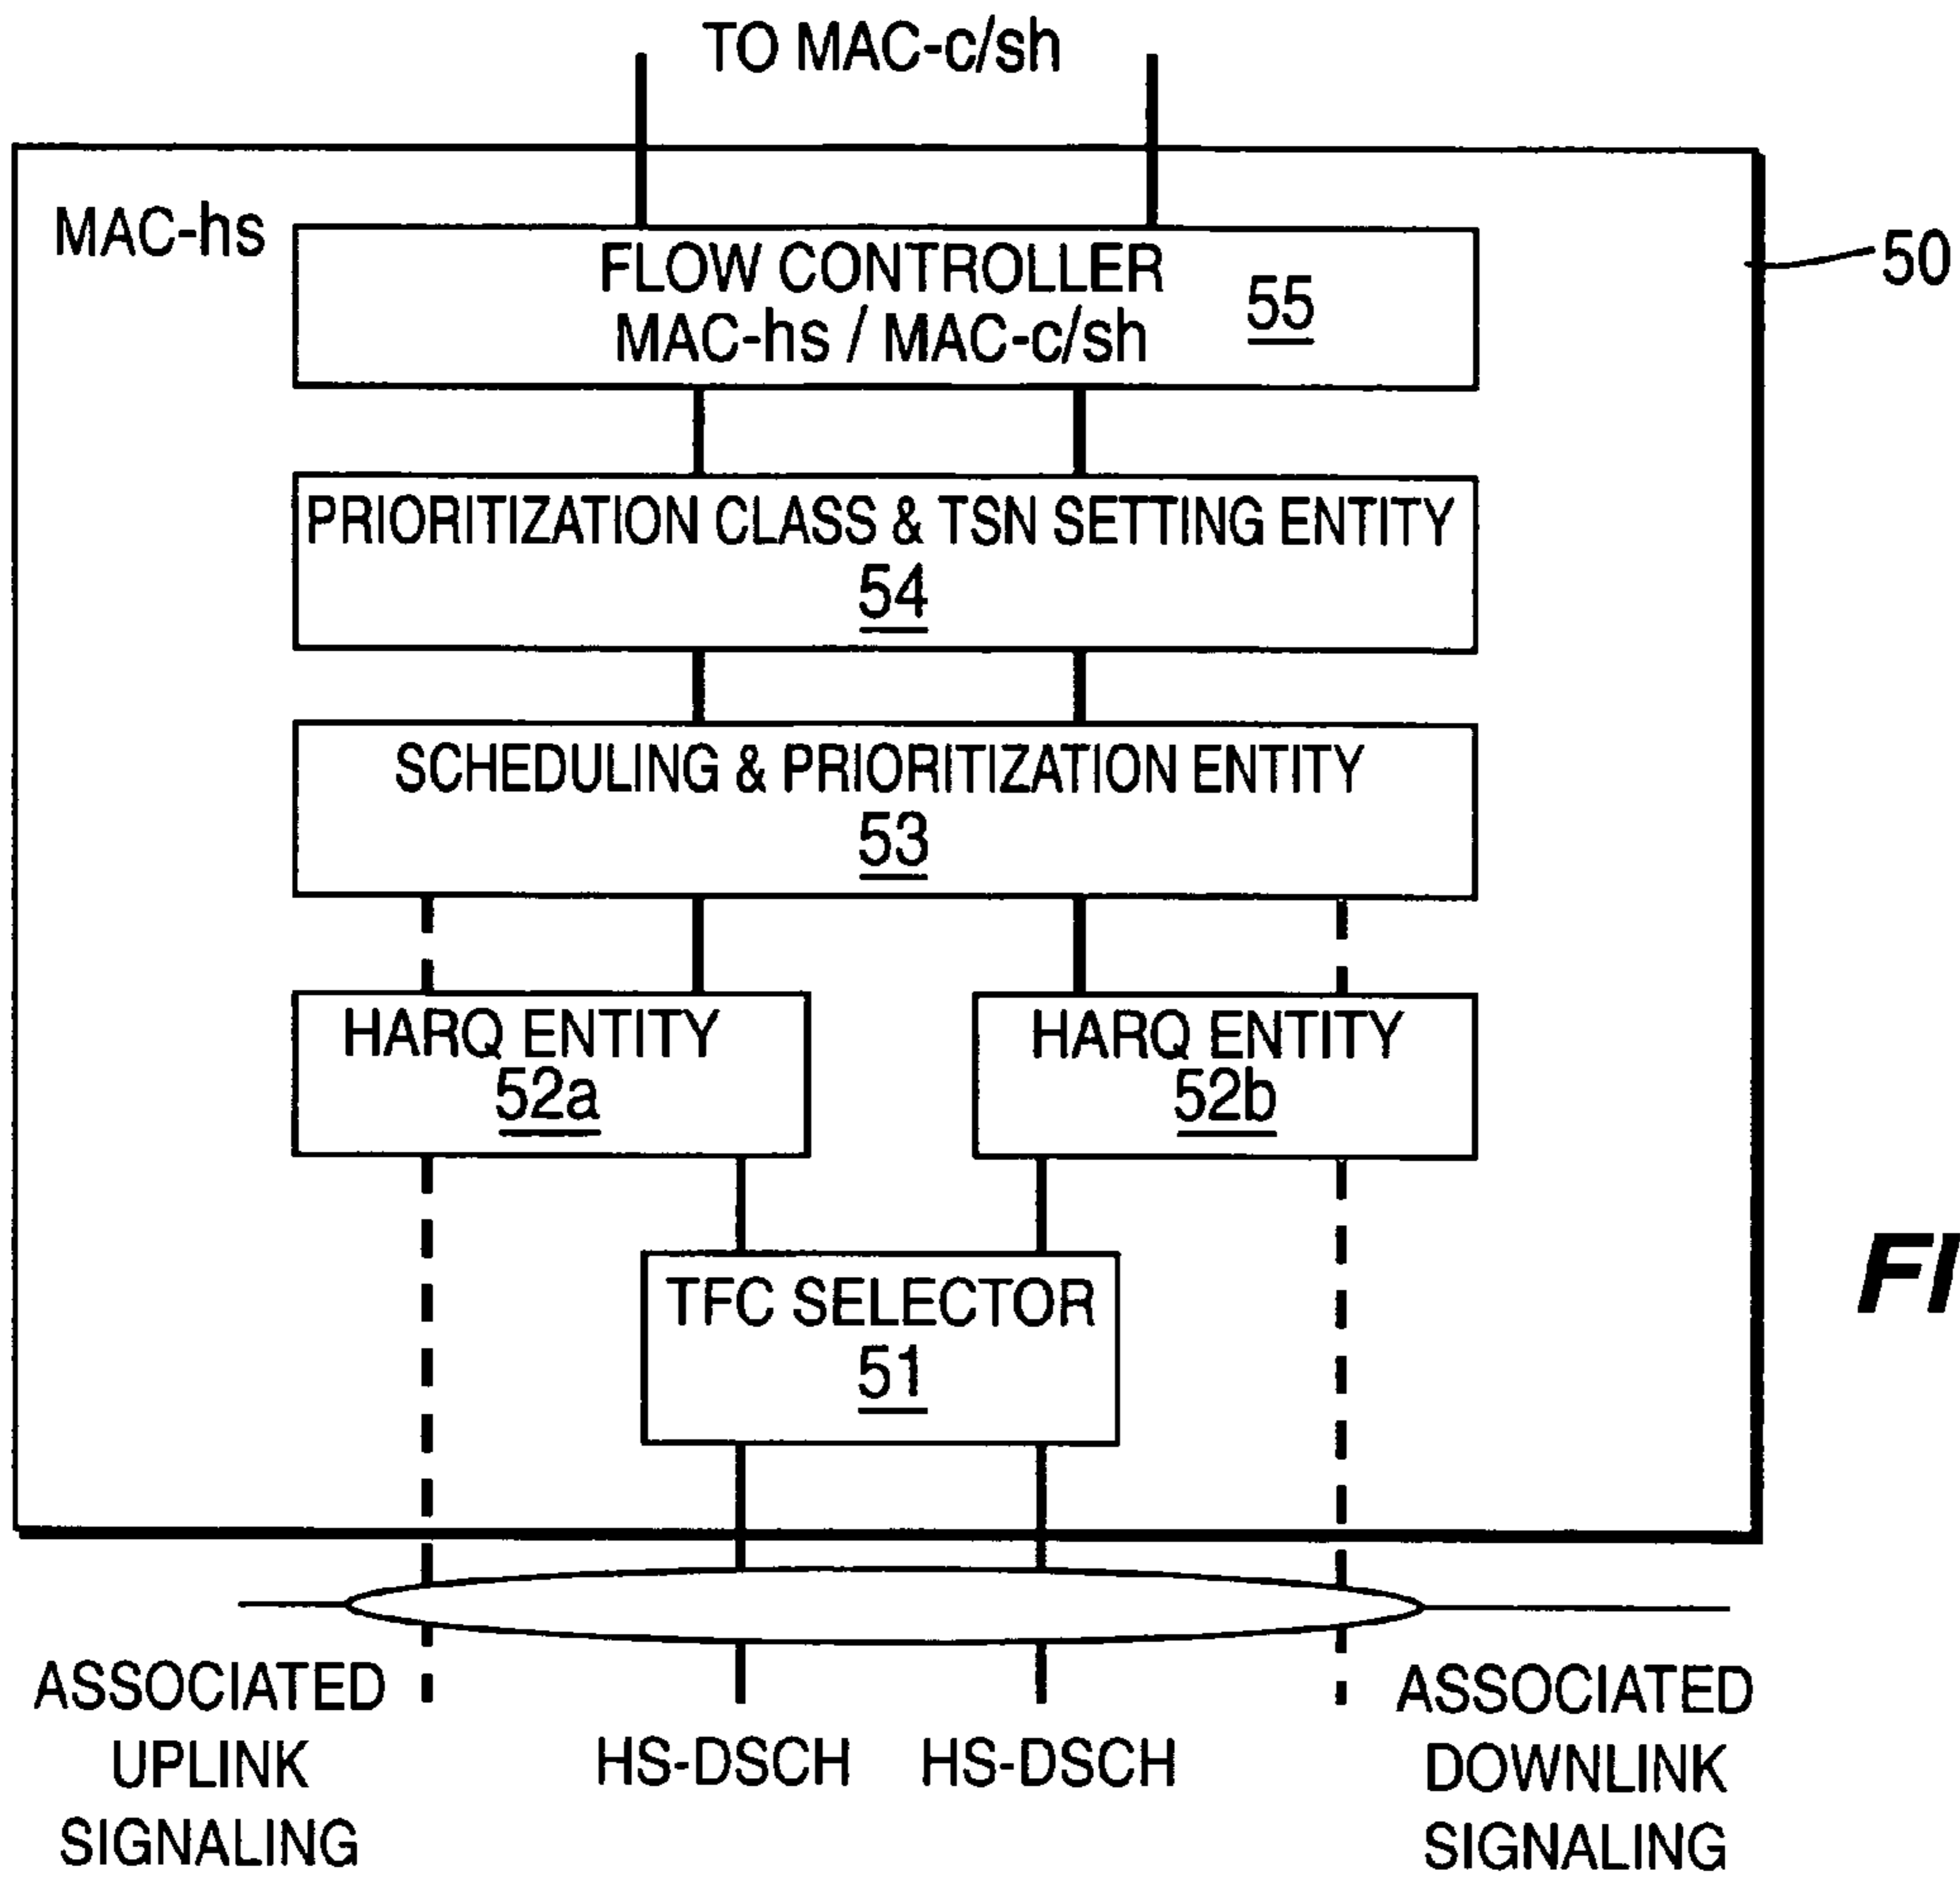 TO MAC-c/sh
MAC-hs
50
FLOW CONTROLLER
MAC-hs / MAC-c/sh
55
PRIORITIZATION CLASS & TSN SETTING ENTITY
54
SCHEDULING & PRIORITIZATION ENTITY
53
HARQ ENTITY
52a
HARQ ENTITY
52b
TFC SELECTOR
51
FI
ASSOCIATED
UPLINK
SIGNALING
HS-DSCH
HS-DSCH
ASSOCIATED
DOWNLINK
SIGNALING